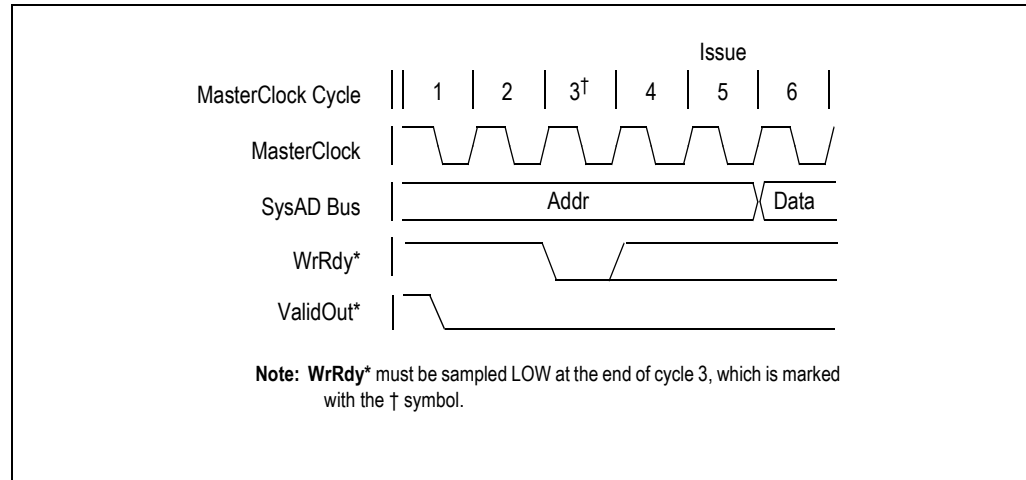 Issue
MasterClock Cycle 1 2 3† 4 5 6
MasterClock
SysAD Bus Addr Data
WrRdy*
ValidOut*
Note: WrRdy* must be sampled LOW at the end of cycle 3, which is marked
with the † symbol.